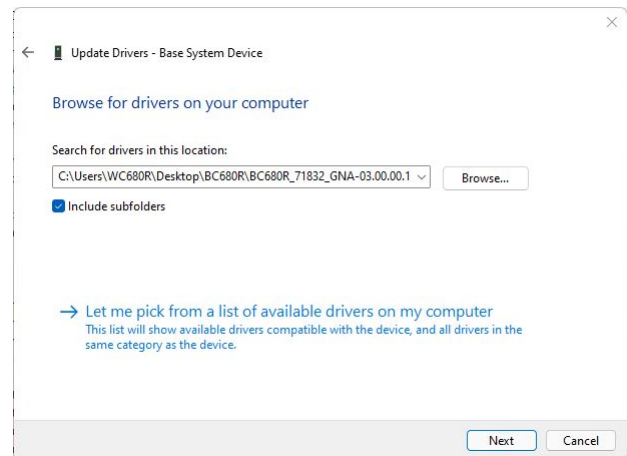 Update Drivers - Base System Device
Browse for drivers on your computer
Search for drivers in this location:
C:\Users\WC680R\Desktop\BC680R\BC680R_71832_GNA-03.00.00.1
Browse...
Include subfolders
Let me pick from a list of available drivers on my computer
This list will show available drivers compatible with the device, and all drivers in the
same category as the device.
Next
Cancel